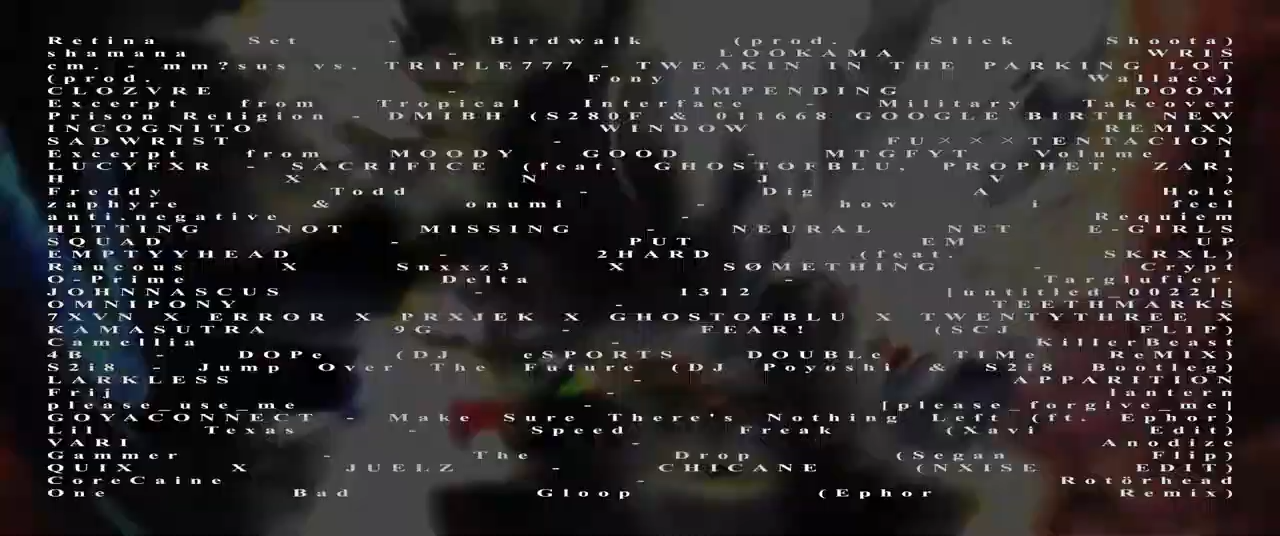 Retina Set - Birdwalk (prod. Slick Shoota)
shamana - LOOKAMA WRIS
cm. - mm?sus vs. TRIPLE777 - TWEAKIN IN THE PARKING LOT
(prod. Fony Wallace)
CLOZVRE - IMPENDING DOOM
Excerpt from Tropical Interface - Military Takeover
Prison Religion - DMIBH (S280F & 011668 GOOGLE BIRTH NEW
INCOGNITO WINDOW REMIX)
SADWRIST - FU×××TENTACION
Excerpt from MOODY GOOD - MTGFYT Volume 1
LUCYFXR - SACRIFICE (feat. GHOSTOFBLU, PROPHET, ZAR,
H X N J V )
Freddy Todd - Dig A Hole
zaphyre & onumi - how i feel
anti.negative - Requiem
HITTING NOT MISSING - NEURAL NET E-GIRLS
SQUAD - PUT EM UP
EMPTYYHEAD - 2HARD (feat. SKRXL)
Raucous X Snxxz3 X SØMETHING - Crypt
O-Prime Delta - Targlufier.
JOHNNASCUS - 1312 [untitled_0022]]
OMNIPONY - TEETHMARKS
7XVN X ERROR X PRXJEK X GHOSTOFBLU X TWENTYTHREE X
KAMASUTRA 9G - FEAR! (SCJ FLIP)
Camellia - KillerBeast
4B - DOPe (DJ eSPORTS DOUBLe TIMe ReMIX)
S2i8 - Jump Over The Future (DJ Poyoshi & S2i8 Bootleg)
LARKLESS - APPARITION
Frij - lantern
please_use_me - [please_forgive_me]
GOYACONNECT - Make Sure There's Nothing Left (ft. Ephor)
Lil Texas - Speed Freak (Xavi Edit)
VARI - Anodize
Gammer - The Drop (Segan Flip)
QUIX X JUELZ - CHICANE (NXISE EDIT)
CoreCaine - Rotörhead
One Bad Gloop (Ephor Remix)